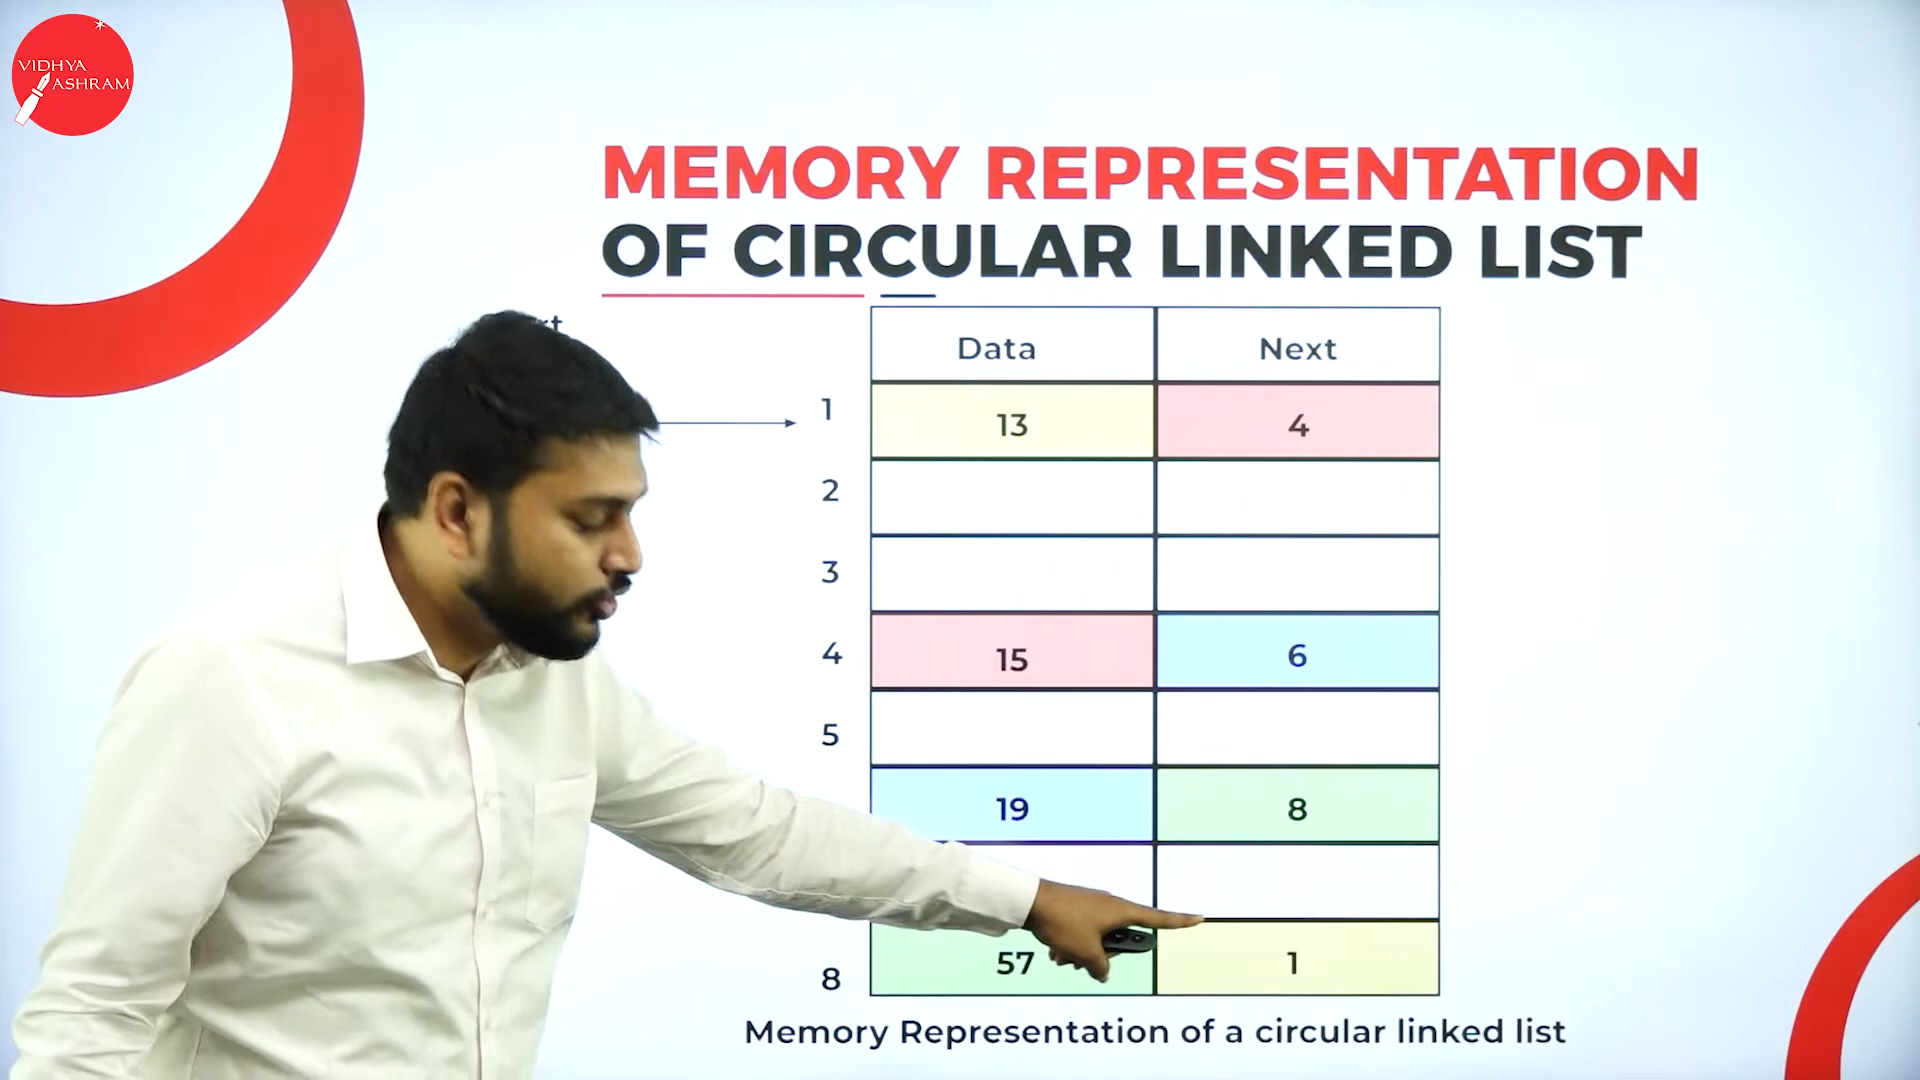 VIDHYA
ASHRAM
MEMORY REPRESENTATION
OF CIRCULAR LINKED LIST
Data Next
1 13 4
2
3
4 15 6
5
19 8
8 57 1
Memory Representation of a circular linked list